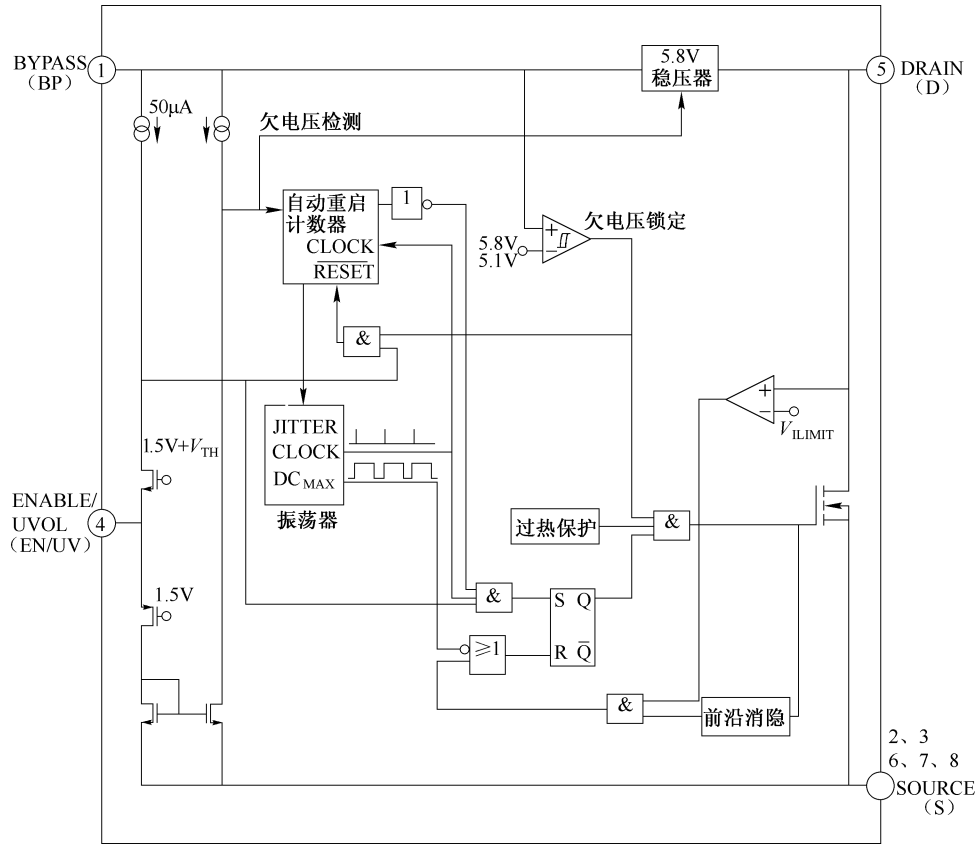 BYPASS
（BP）
1
5.8V
稳压器
5
DRAIN
（D）
50μA
欠电压检测
自动重启
计数器
CLOCK
RESET
1
欠电压锁定
+
−
5.8V
5.1V
&
JITTER
CLOCK
DCMAX
振荡器
+
−
VILIMIT
1.5V+VTH
ENABLE/
UVOL
（EN/UV）
4
过热保护
&
1.5V
&
S Q
R Q
≥1
&
前沿消隐
2、3
6、7、8
SOURCE
（S）